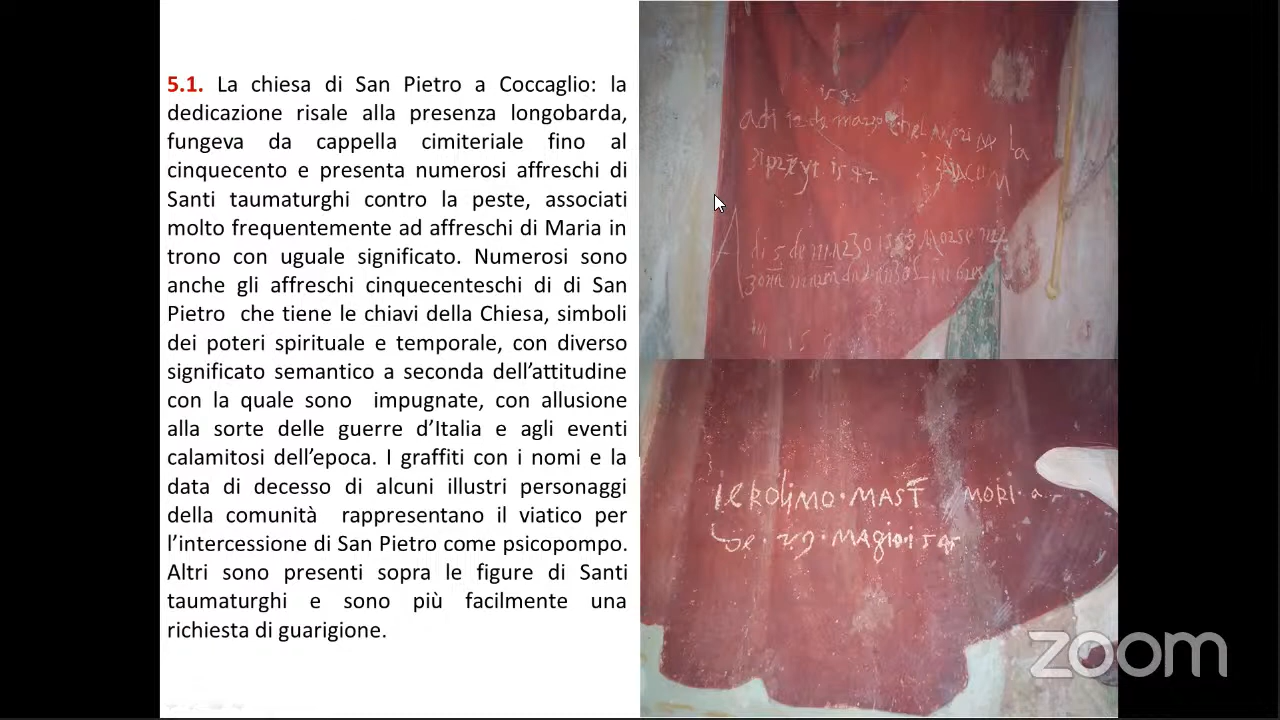 5.1. La chiesa di San Pietro a Coccaglio: la
dedicazione risale alla presenza longobarda,
fungeva da cappella cimiteriale fino al
cinquecento e presenta numerosi affreschi di
Santi taumaturghi contro la peste, associati
molto frequentemente ad affreschi di Maria in
trono con uguale significato. Numerosi sono
anche gli affreschi cinquecenteschi di di San
Pietro che tiene le chiavi della Chiesa, simboli
dei poteri spirituale e temporale, con diverso
significato semantico a seconda dell’attitudine
con la quale sono impugnate, con allusione
alla sorte delle guerre d’Italia e agli eventi
calamitosi dell’epoca. I graffiti con i nomi e la
data di decesso di alcuni illustri personaggi
della comunità rappresentano il viatico per
l’intercessione di San Pietro come psicopompo.
Altri sono presenti sopra le figure di Santi
taumaturghi e sono più facilmente una
richiesta di guarigione.
adi 12 de marzo la
di 5 de
IeROLIMO · MAST MORI · a
29 · MAGIO
zoom